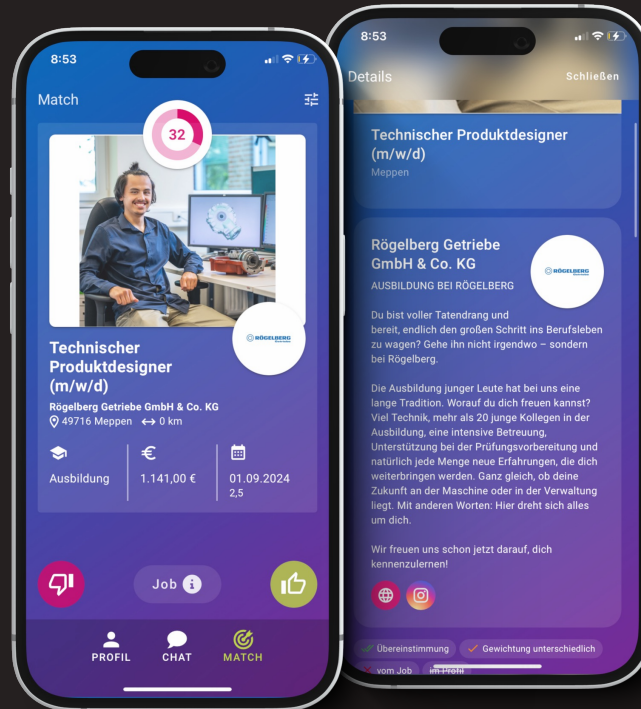 8:53
Match
32
RÖGELBERG
Technischer
Produktdesigner
(m/w/d)
Rögelberg Getriebe GmbH & Co. KG
49716 Meppen ↔ 0 km
Ausbildung
€
1.141,00 €
01.09.2024
2,5
Job i
PROFIL
CHAT
MATCH
8:53
Details
Schließen
Technischer Produktdesigner
(m/w/d)
Meppen
Rögelberg Getriebe
GmbH & Co. KG
RÖGELBERG
AUSBILDUNG BEI RÖGELBERG
Du bist voller Tatendrang und
bereit, endlich den großen Schritt ins Berufsleben
zu wagen? Gehe ihn nicht irgendwo – sondern
bei Rögelberg.
Die Ausbildung junger Leute hat bei uns eine
lange Tradition. Worauf du dich freuen kannst?
Viel Technik, mehr als 20 junge Kollegen in der
Ausbildung, eine intensive Betreuung,
Unterstützung bei der Prüfungsvorbereitung und
natürlich jede Menge neue Erfahrungen, die dich
weiterbringen werden. Ganz gleich, ob deine
Zukunft an der Maschine oder in der Verwaltung
liegt. Mit anderen Worten: Hier dreht sich alles
um dich.
Wir freuen uns schon jetzt darauf, dich
kennenzulernen!
Übereinstimmung
Gewichtung unterschiedlich
vom Job
im Profil